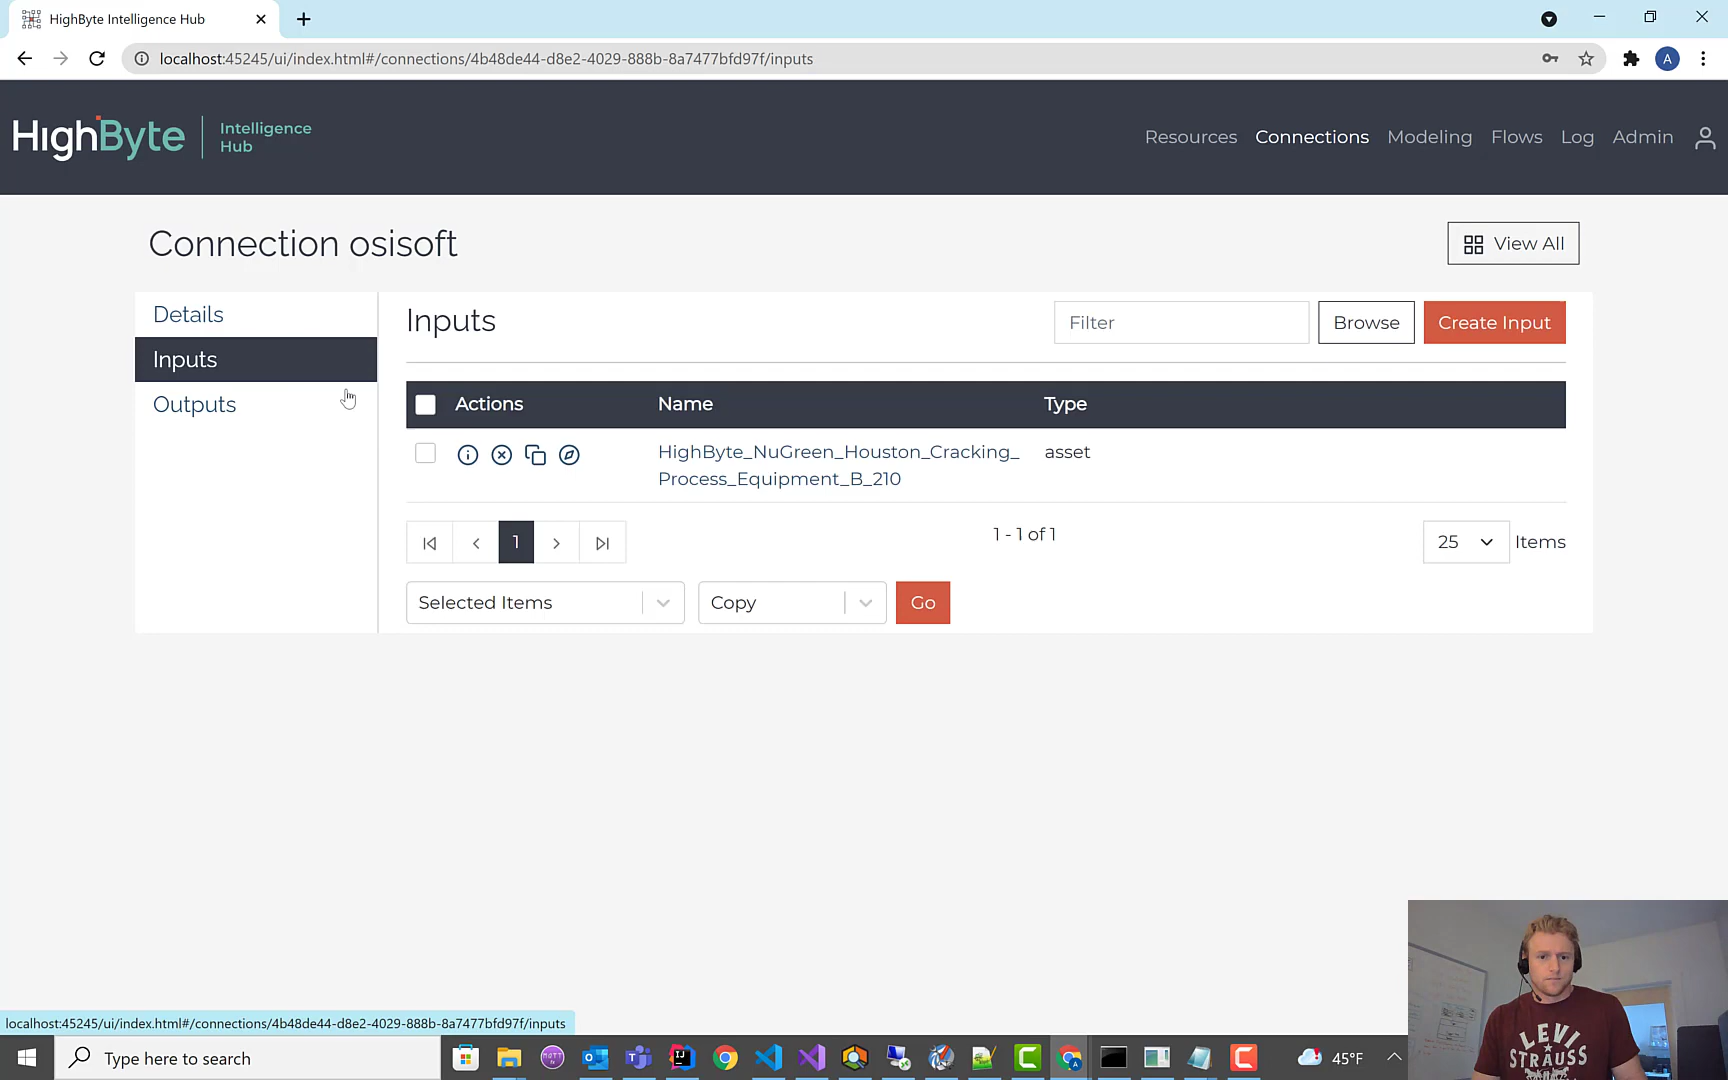 HighByte Intelligence Hub
localhost:45245/ui/index.html#/connections/4b48de44-d8e2-4029-888b-8a7477bfd97f/inputs
A
HighByte
Intelligence
Hub
Resources
Connections
Modeling
Flows
Log
Admin
Connection osisoft
View All
Details
Inputs
Outputs
Inputs
Filter
Browse
Create Input
Actions
Name
Type
HighByte_NuGreen_Houston_Cracking_
Process_Equipment_B_210
asset
1
1 - 1 of 1
25
Items
Selected Items
Copy
Go
LEVI
STRAUSS
localhost:45245/ui/index.html#/connections/4b48de44-d8e2-4029-888b-8a7477bfd97f/inputs
Type here to search
45°F